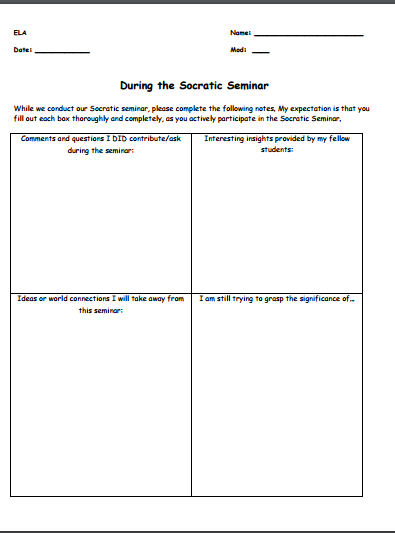 ELA Name: ____________________
Date: __________ Mod: ___
During the Socratic Seminar
While we conduct our Socratic seminar, please complete the following notes. My expectation is that you
fill out each box thoroughly and completely, as you actively participate in the Socratic Seminar.
Comments and questions I DID contribute/ask
during the seminar:
Interesting insights provided by my fellow
students:
Ideas or world connections I will take away from
this seminar:
I am still trying to grasp the significance of…